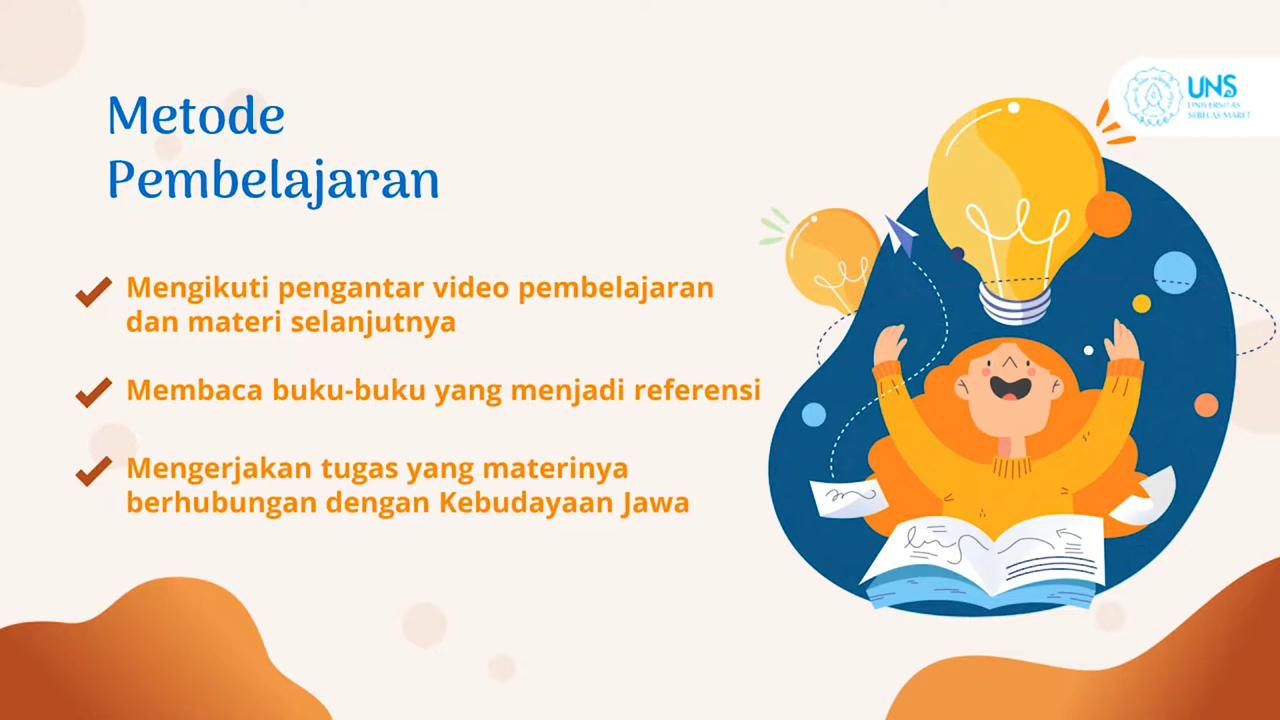 Metode
Pembelajaran
UNS
UNIVERSITAS
SEBELAS MARET
Mengikuti pengantar video pembelajaran
dan materi selanjutnya
Membaca buku-buku yang menjadi referensi
Mengerjakan tugas yang materinya
berhubungan dengan Kebudayaan Jawa